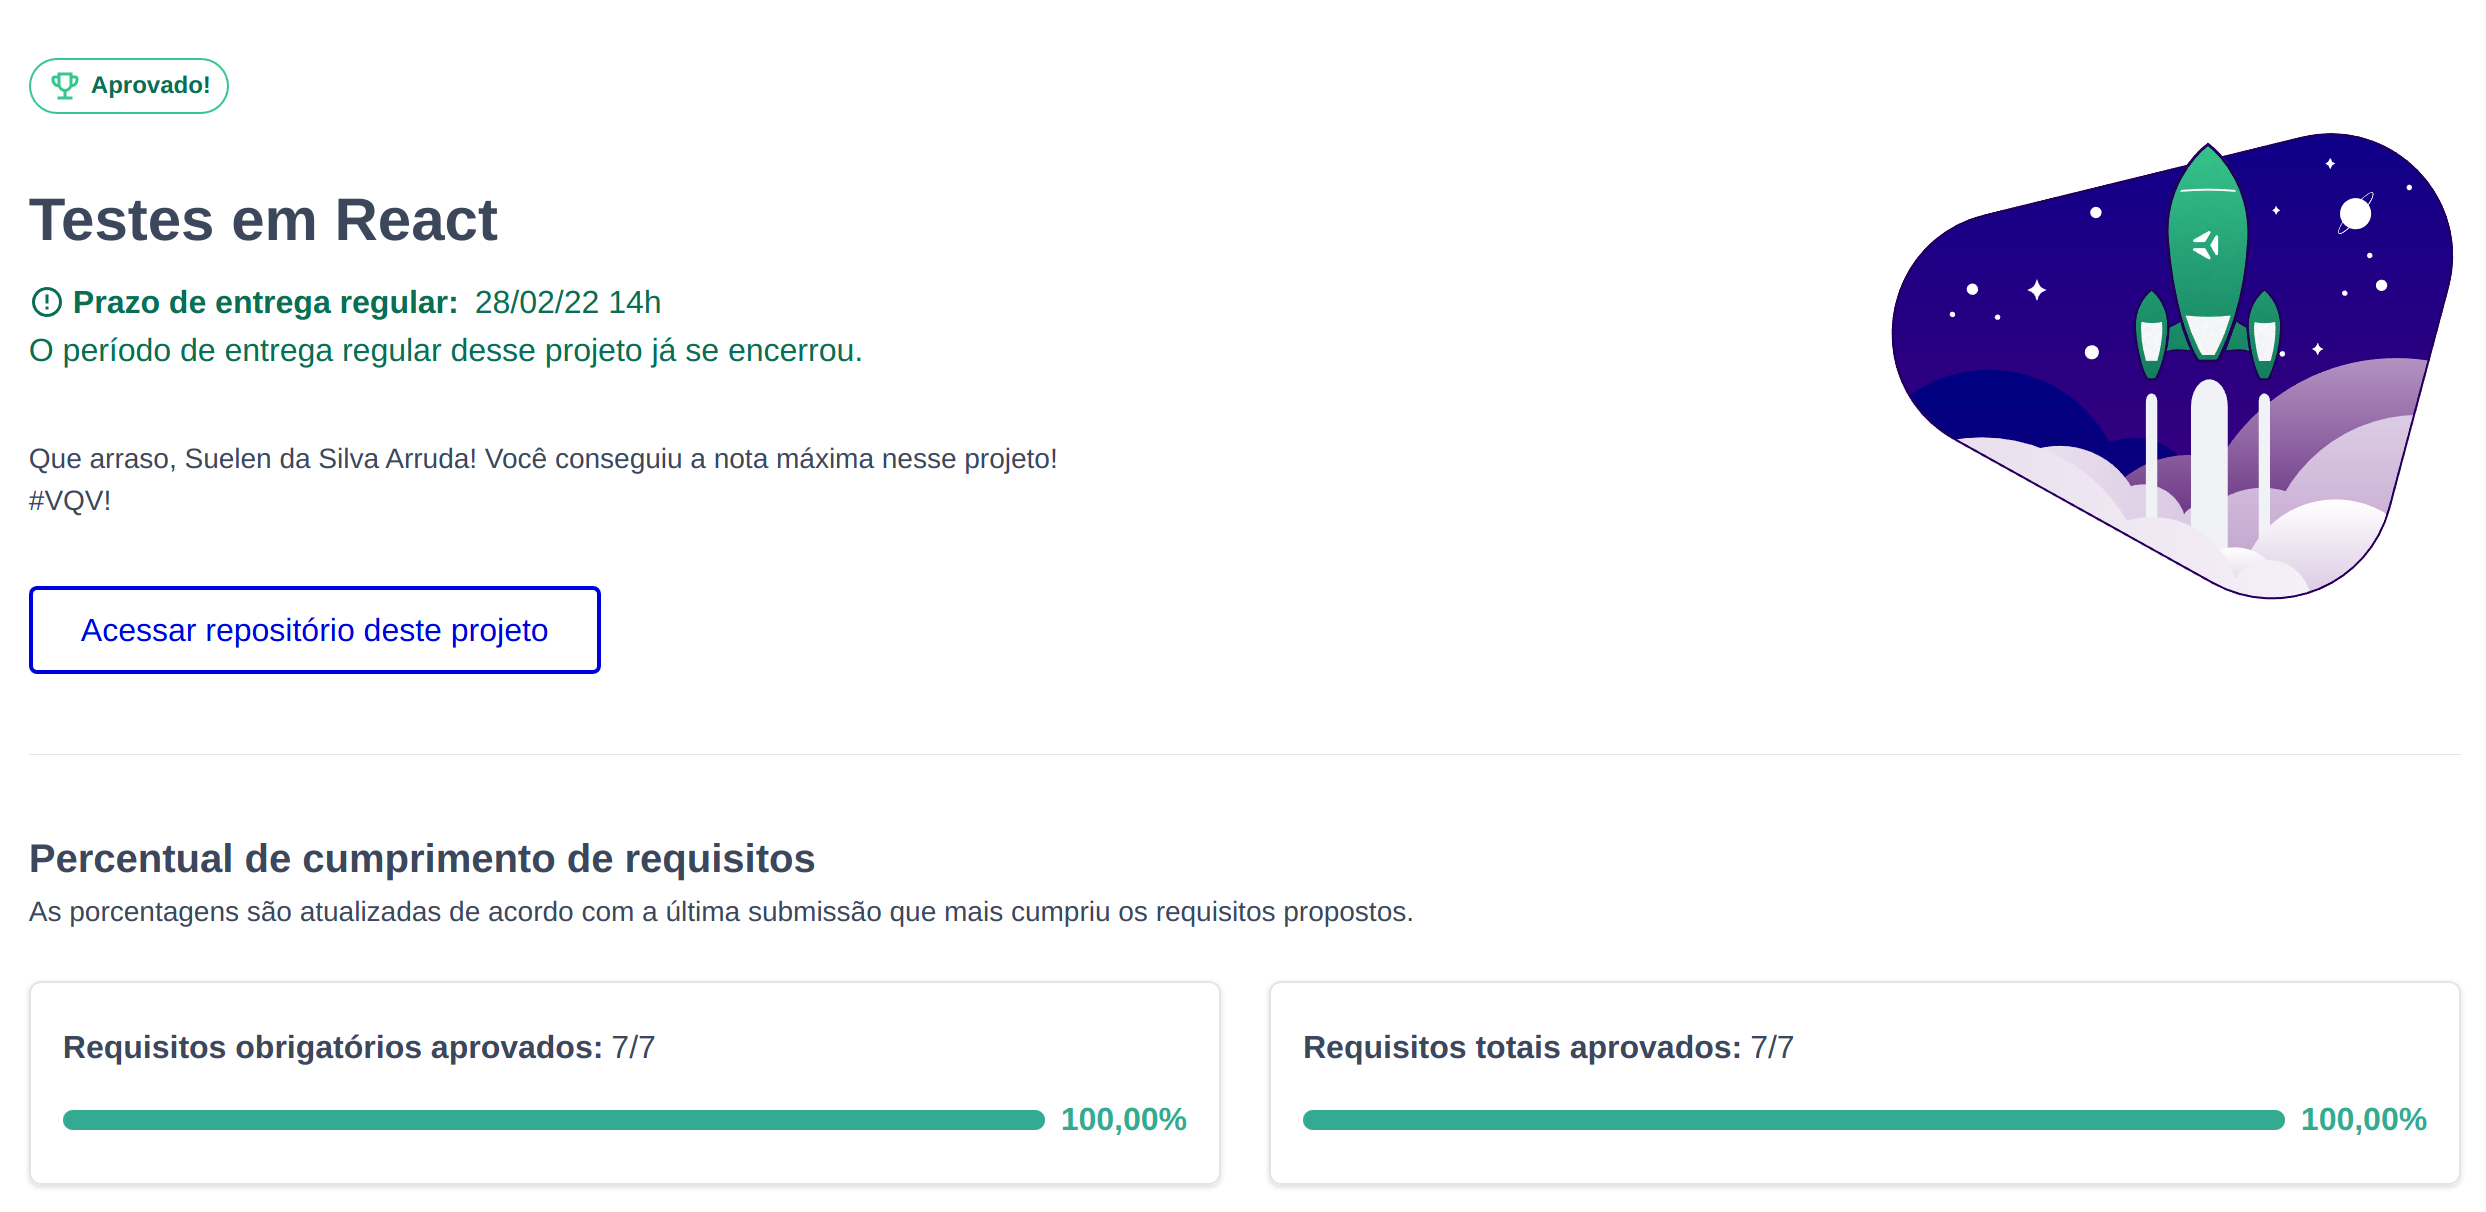 Aprovado!
Testes em React
Prazo de entrega regular: 28/02/22 14h
O período de entrega regular desse projeto já se encerrou.
Que arraso, Suelen da Silva Arruda! Você conseguiu a nota máxima nesse projeto!
#VQV!
Acessar repositório deste projeto
Percentual de cumprimento de requisitos
As porcentagens são atualizadas de acordo com a última submissão que mais cumpriu os requisitos propostos.
Requisitos obrigatórios aprovados: 7/7
100,00%
Requisitos totais aprovados: 7/7
100,00%